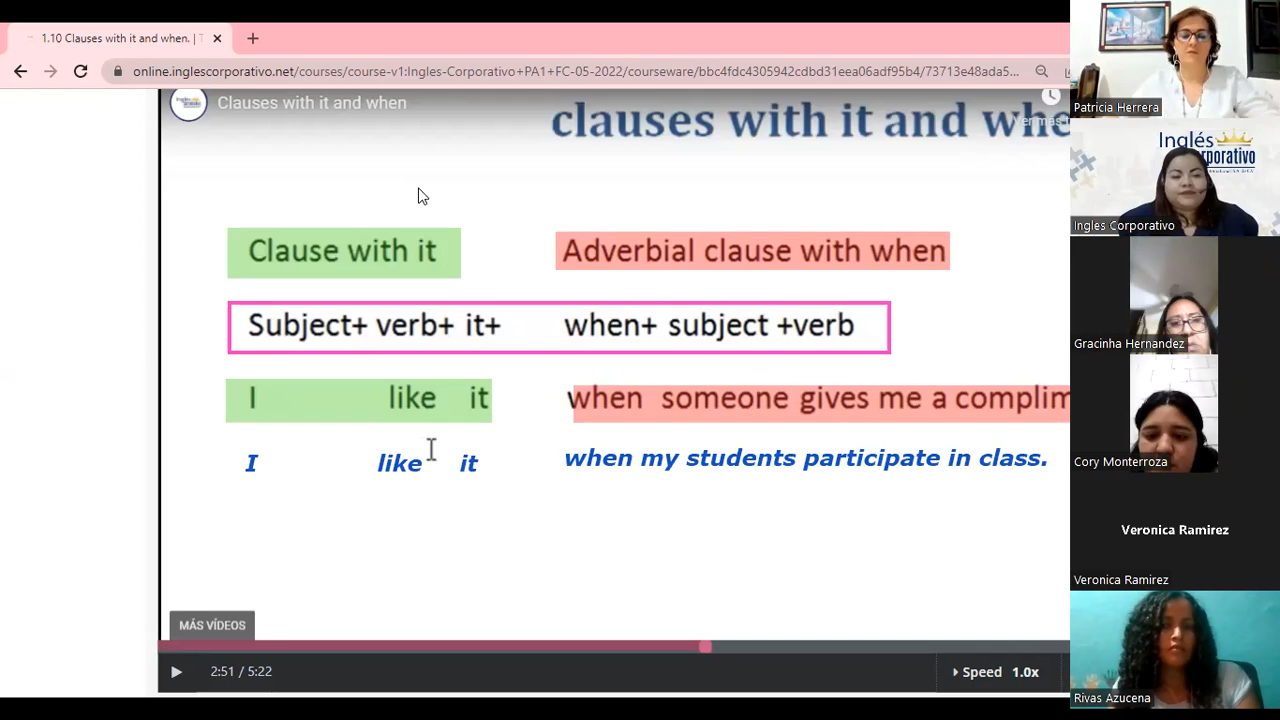 1.10 Clauses with it and when. | T
online.inglescorporativo.net/courses/course-v1:Ingles-Corporativo+PA1+FC-05-2022/courseware/bbc4fdc4305942cdbd31eea06adf95b4/73713e48ada5...
Clauses with it and when
clauses with it and whe
Ver más
Clause with it Adverbial clause with when
Subject+ verb+ it+ when+ subject +verb
I like it when someone gives me a complim
I like it when my students participate in class.
MÁS VÍDEOS
2:51 / 5:22
Speed 1.0x
Patricia Herrera
Inglés
Corporativo
Ingles Corporativo
Gracinha Hernandez
Cory Monterroza
Veronica Ramirez
Veronica Ramirez
Rivas Azucena